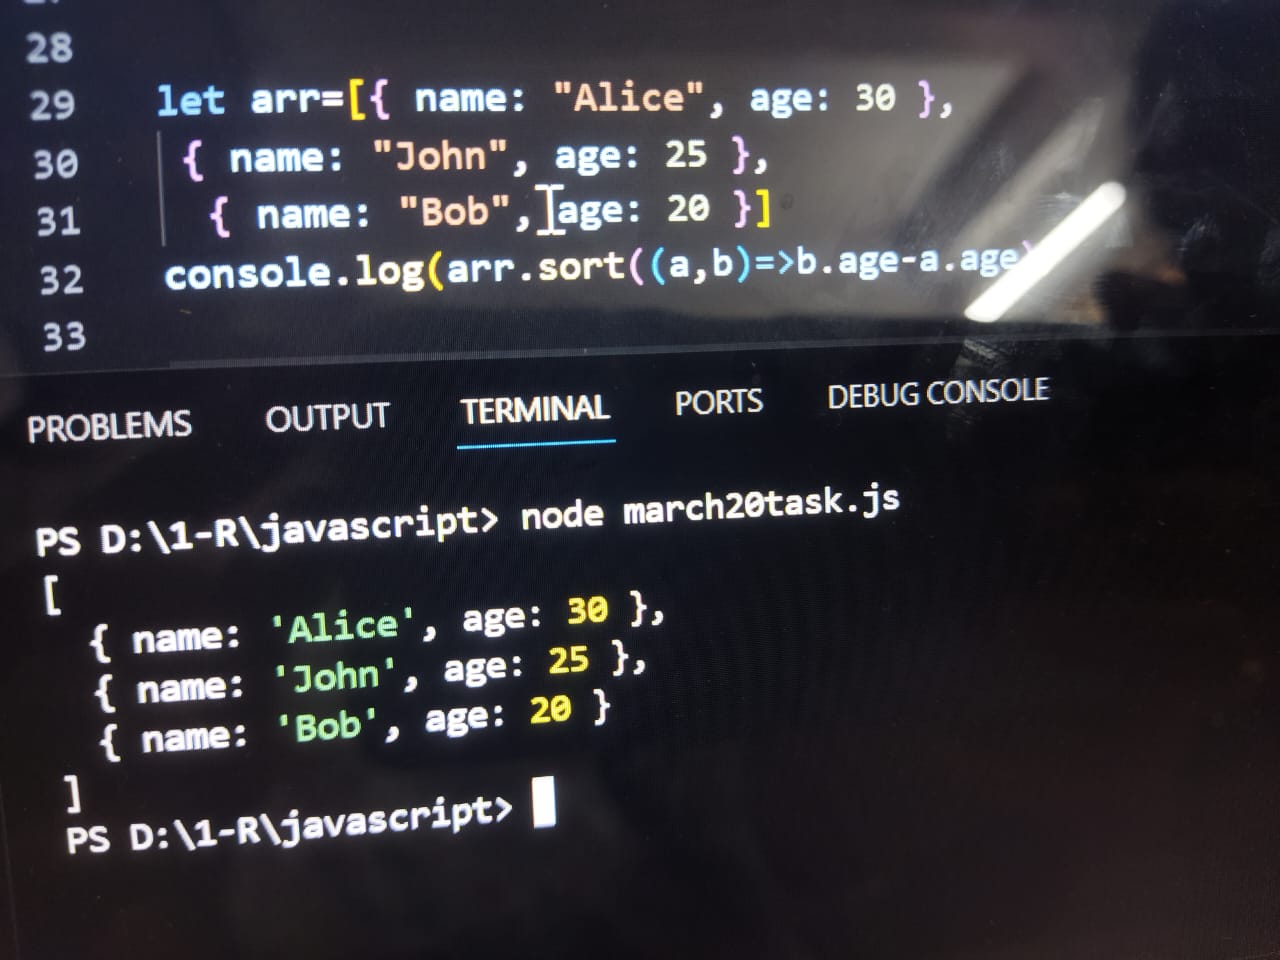 28
29 let arr=[{ name: "Alice", age: 30 },
30 { name: "John", age: 25 },
31 { name: "Bob", age: 20 }]
32 console.log(arr.sort((a,b)=>b.age-a.age)
33
PROBLEMS OUTPUT TERMINAL PORTS DEBUG CONSOLE
PS D:\1-R\javascript> node march20task.js
[
{ name: 'Alice', age: 30 },
{ name: 'John', age: 25 },
{ name: 'Bob', age: 20 }
]
PS D:\1-R\javascript>